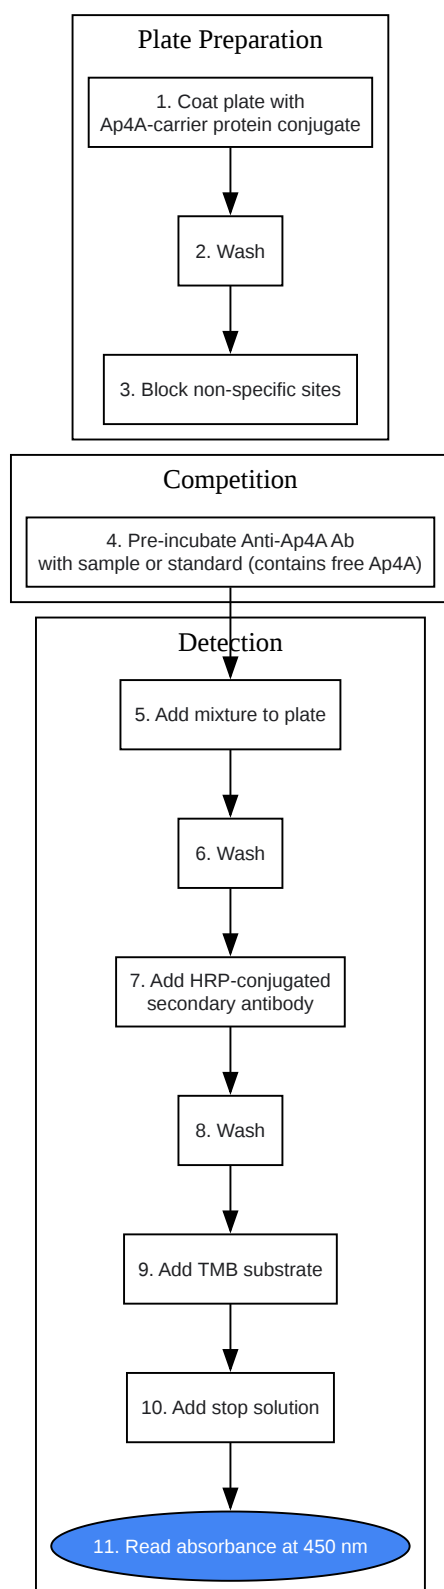 Plate Preparation
1. Coat plate with
Ap4A-carrier protein conjugate
2. Wash
3. Block non-specific sites
Competition
4. Pre-incubate Anti-Ap4A Ab
with sample or standard (contains free Ap4A)
Detection
5. Add mixture to plate
6. Wash
7. Add HRP-conjugated
secondary antibody
8. Wash
9. Add TMB substrate
10. Add stop solution
11. Read absorbance at 450 nm